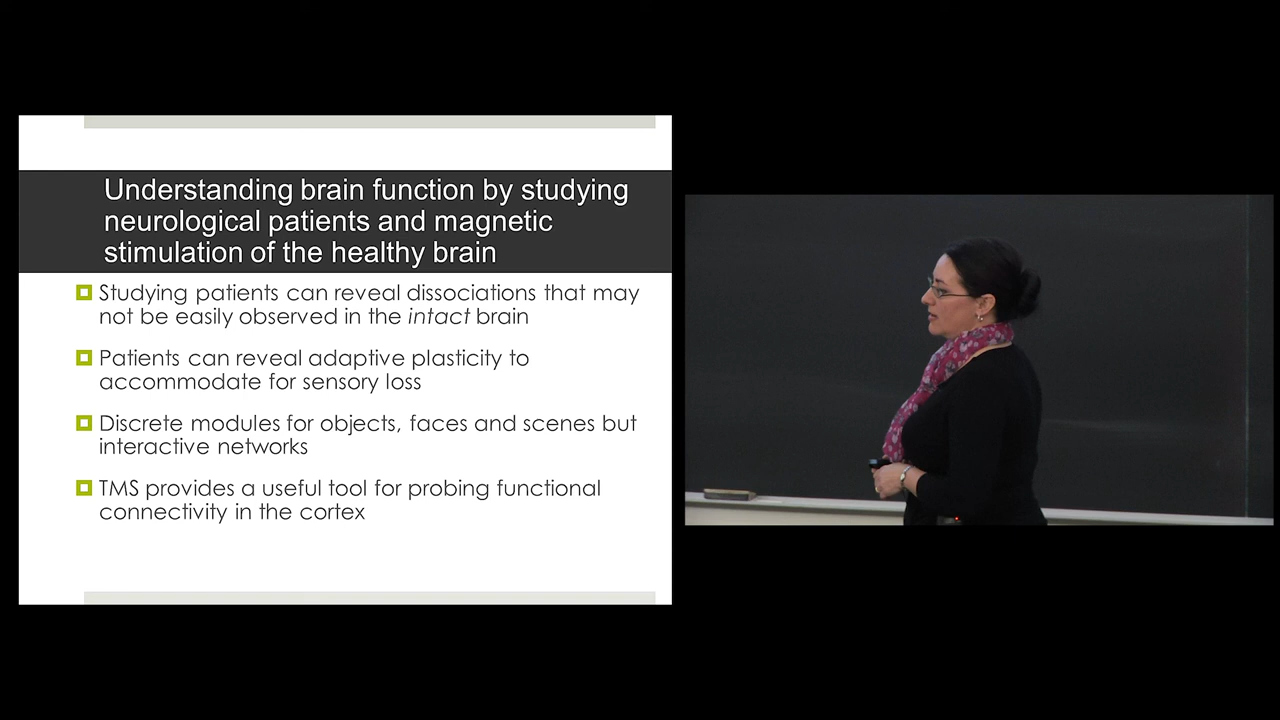 Understanding brain function by studying
neurological patients and magnetic
stimulation of the healthy brain
Studying patients can reveal dissociations that may
not be easily observed in the intact brain
Patients can reveal adaptive plasticity to
accommodate for sensory loss
Discrete modules for objects, faces and scenes but
interactive networks
TMS provides a useful tool for probing functional
connectivity in the cortex